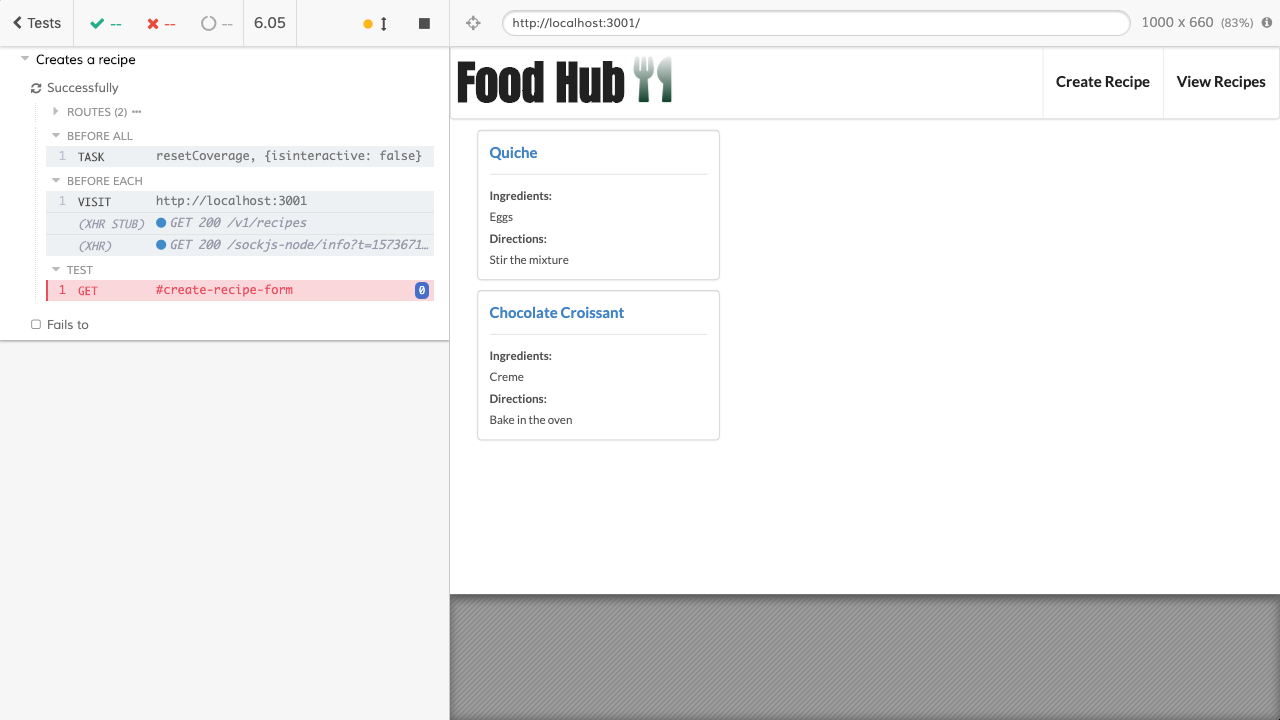 Tests -- -- -- 6.05
Creates a recipe
Successfully
ROUTES (2)
BEFORE ALL
1 TASK resetCoverage, {isinteractive: false}
BEFORE EACH
1 VISIT http://localhost:3001
(XHR STUB) GET 200 /v1/recipes
(XHR) GET 200 /sockjs-node/info?t=1573671…
TEST
1 GET #create-recipe-form 0
Fails to
http://localhost:3001/ 1000 x 660 (83%)
Food Hub
Create Recipe View Recipes
Quiche
Ingredients:
Eggs
Directions:
Stir the mixture
Chocolate Croissant
Ingredients:
Creme
Directions:
Bake in the oven